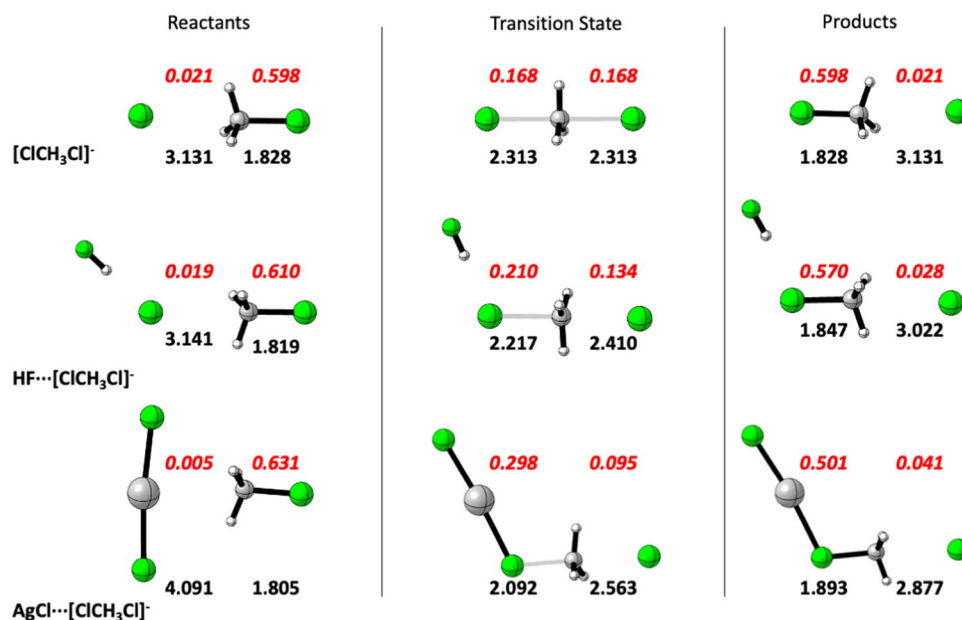 Reactants Transition State Products
0.021 0.598 0.168 0.168 0.598 0.021
[ClCH₃Cl]⁻ 3.131 1.828 2.313 2.313 1.828 3.131
0.019 0.610 0.210 0.134 0.570 0.028
3.141 1.819 2.217 2.410 1.847 3.022
HF···[ClCH₃Cl]⁻
0.005 0.631 0.298 0.095 0.501 0.041
4.091 1.805 2.092 2.563 1.893 2.877
AgCl···[ClCH₃Cl]⁻